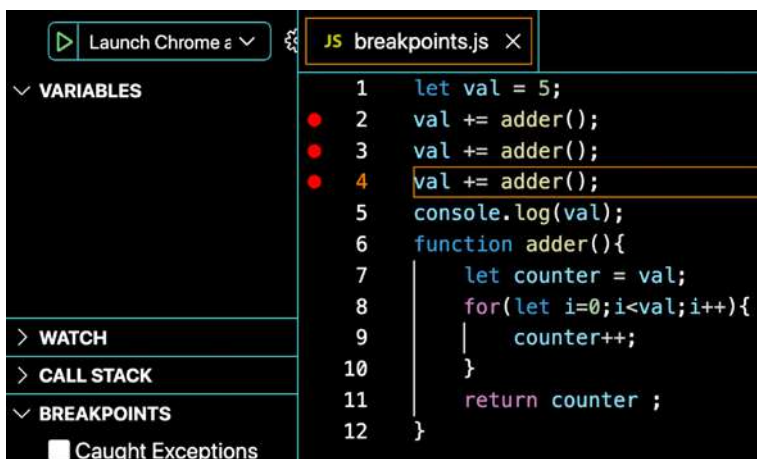 Launch Chrome a
JS breakpoints.js
VARIABLES
WATCH
CALL STACK
BREAKPOINTS
Caught Exceptions
1 let val = 5;
2 val += adder();
3 val += adder();
4 val += adder();
5 console.log(val);
6 function adder(){
7 let counter = val;
8 for(let i=0;i<val;i++){
9 counter++;
10 }
11 return counter ;
12 }